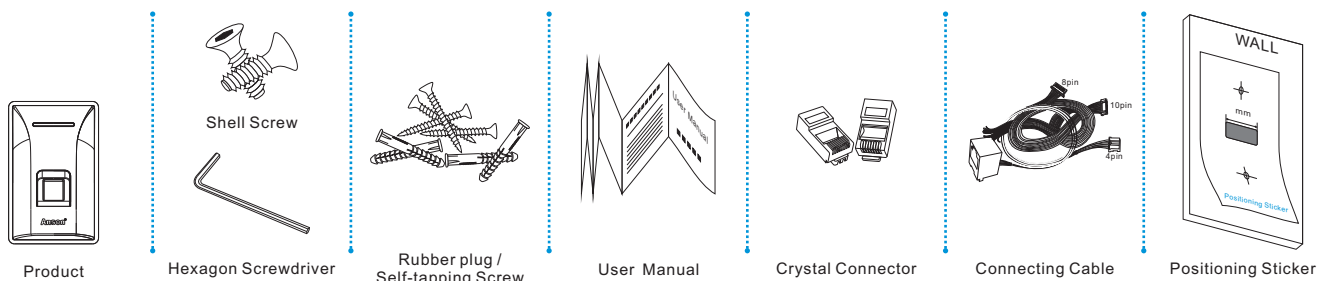 Anson®
Product
Shell Screw
Hexagon Screwdriver
Rubber plug /
Self-tapping Screw
User Manual
User Manual
Crystal Connector
8pin
10pin
4pin
Connecting Cable
WALL
mm
Positioning Sticker
Positioning Sticker